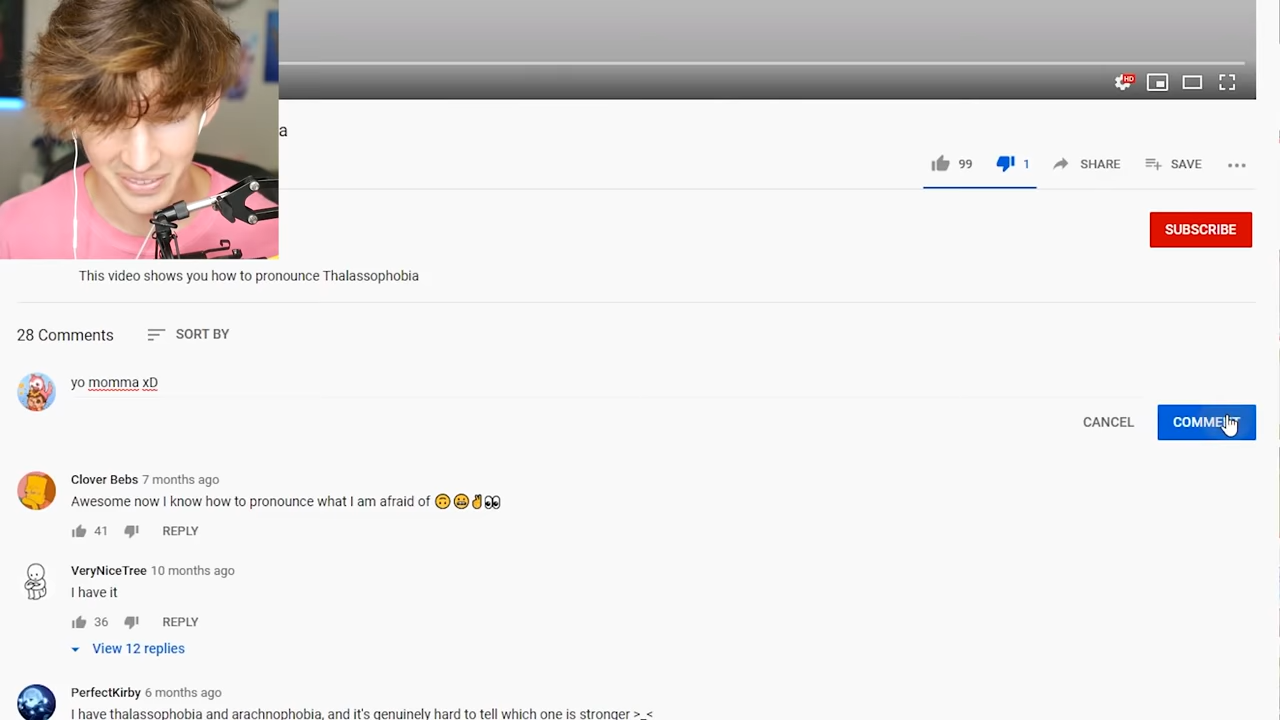 HD
a
99
1
SHARE
SAVE
SUBSCRIBE
This video shows you how to pronounce Thalassophobia
28 Comments
SORT BY
yo momma xD
CANCEL
COMMENT
Clover Bebs 7 months ago
Awesome now I know how to pronounce what I am afraid of 🙃😬✌👀
41
REPLY
VeryNiceTree 10 months ago
I have it
36
REPLY
View 12 replies
PerfectKirby 6 months ago
I have thalassophobia and arachnophobia, and it's genuinely hard to tell which one is stronger >_<